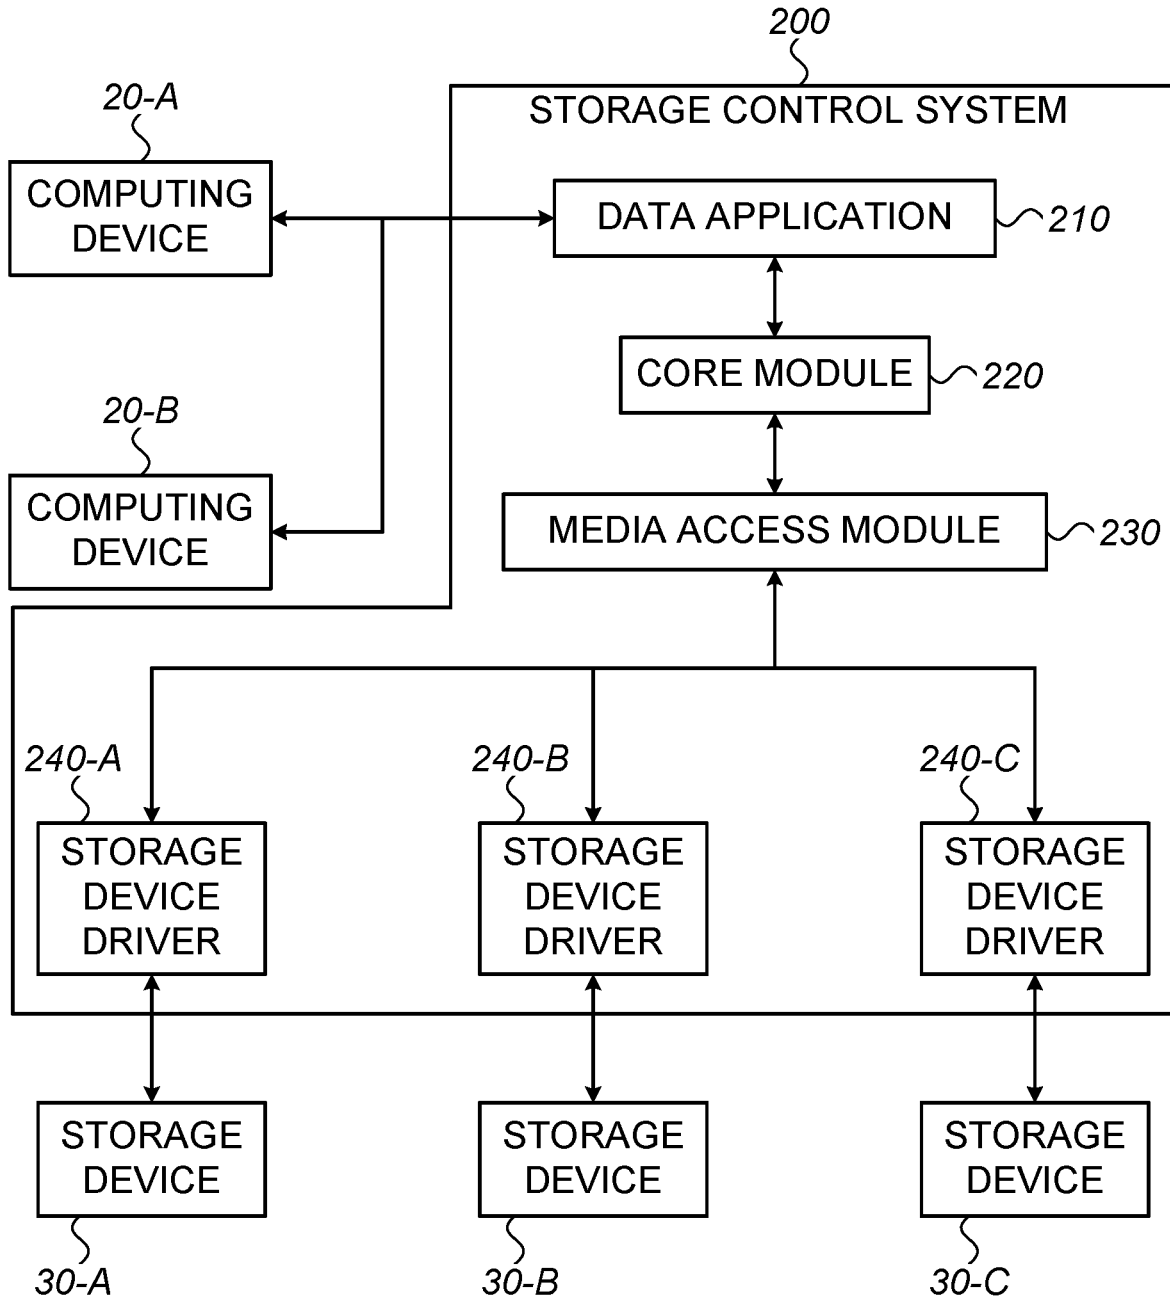 200
20-A
STORAGE CONTROL SYSTEM
COMPUTING
DEVICE
DATA APPLICATION
210
CORE MODULE
220
20-B
COMPUTING
DEVICE
MEDIA ACCESS MODULE
230
240-A
240-B
240-C
STORAGE
DEVICE
DRIVER
STORAGE
DEVICE
DRIVER
STORAGE
DEVICE
DRIVER
STORAGE
DEVICE
STORAGE
DEVICE
STORAGE
DEVICE
30-A
30-B
30-C